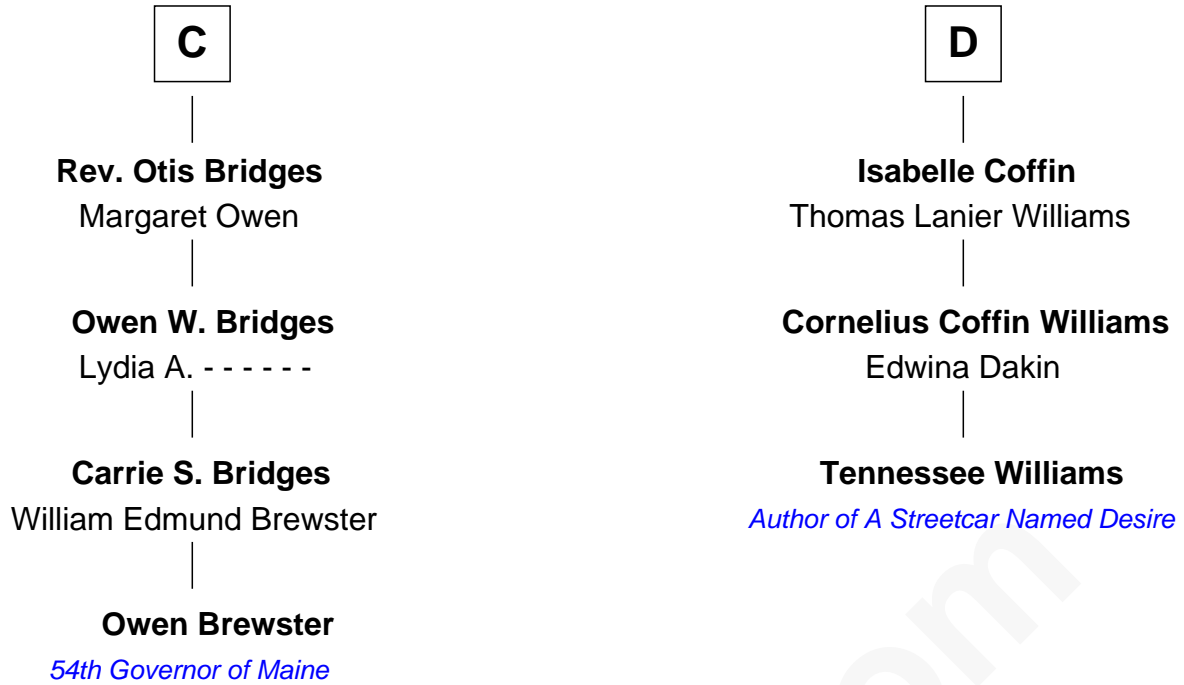 C
Rev. Otis Bridges
Margaret Owen
Owen W. Bridges
Lydia A. - - - - - -
Carrie S. Bridges
William Edmund Brewster
Owen Brewster
54th Governor of Maine
D
Isabelle Coffin
Thomas Lanier Williams
Cornelius Coffin Williams
Edwina Dakin
Tennessee Williams
Author of A Streetcar Named Desire
om